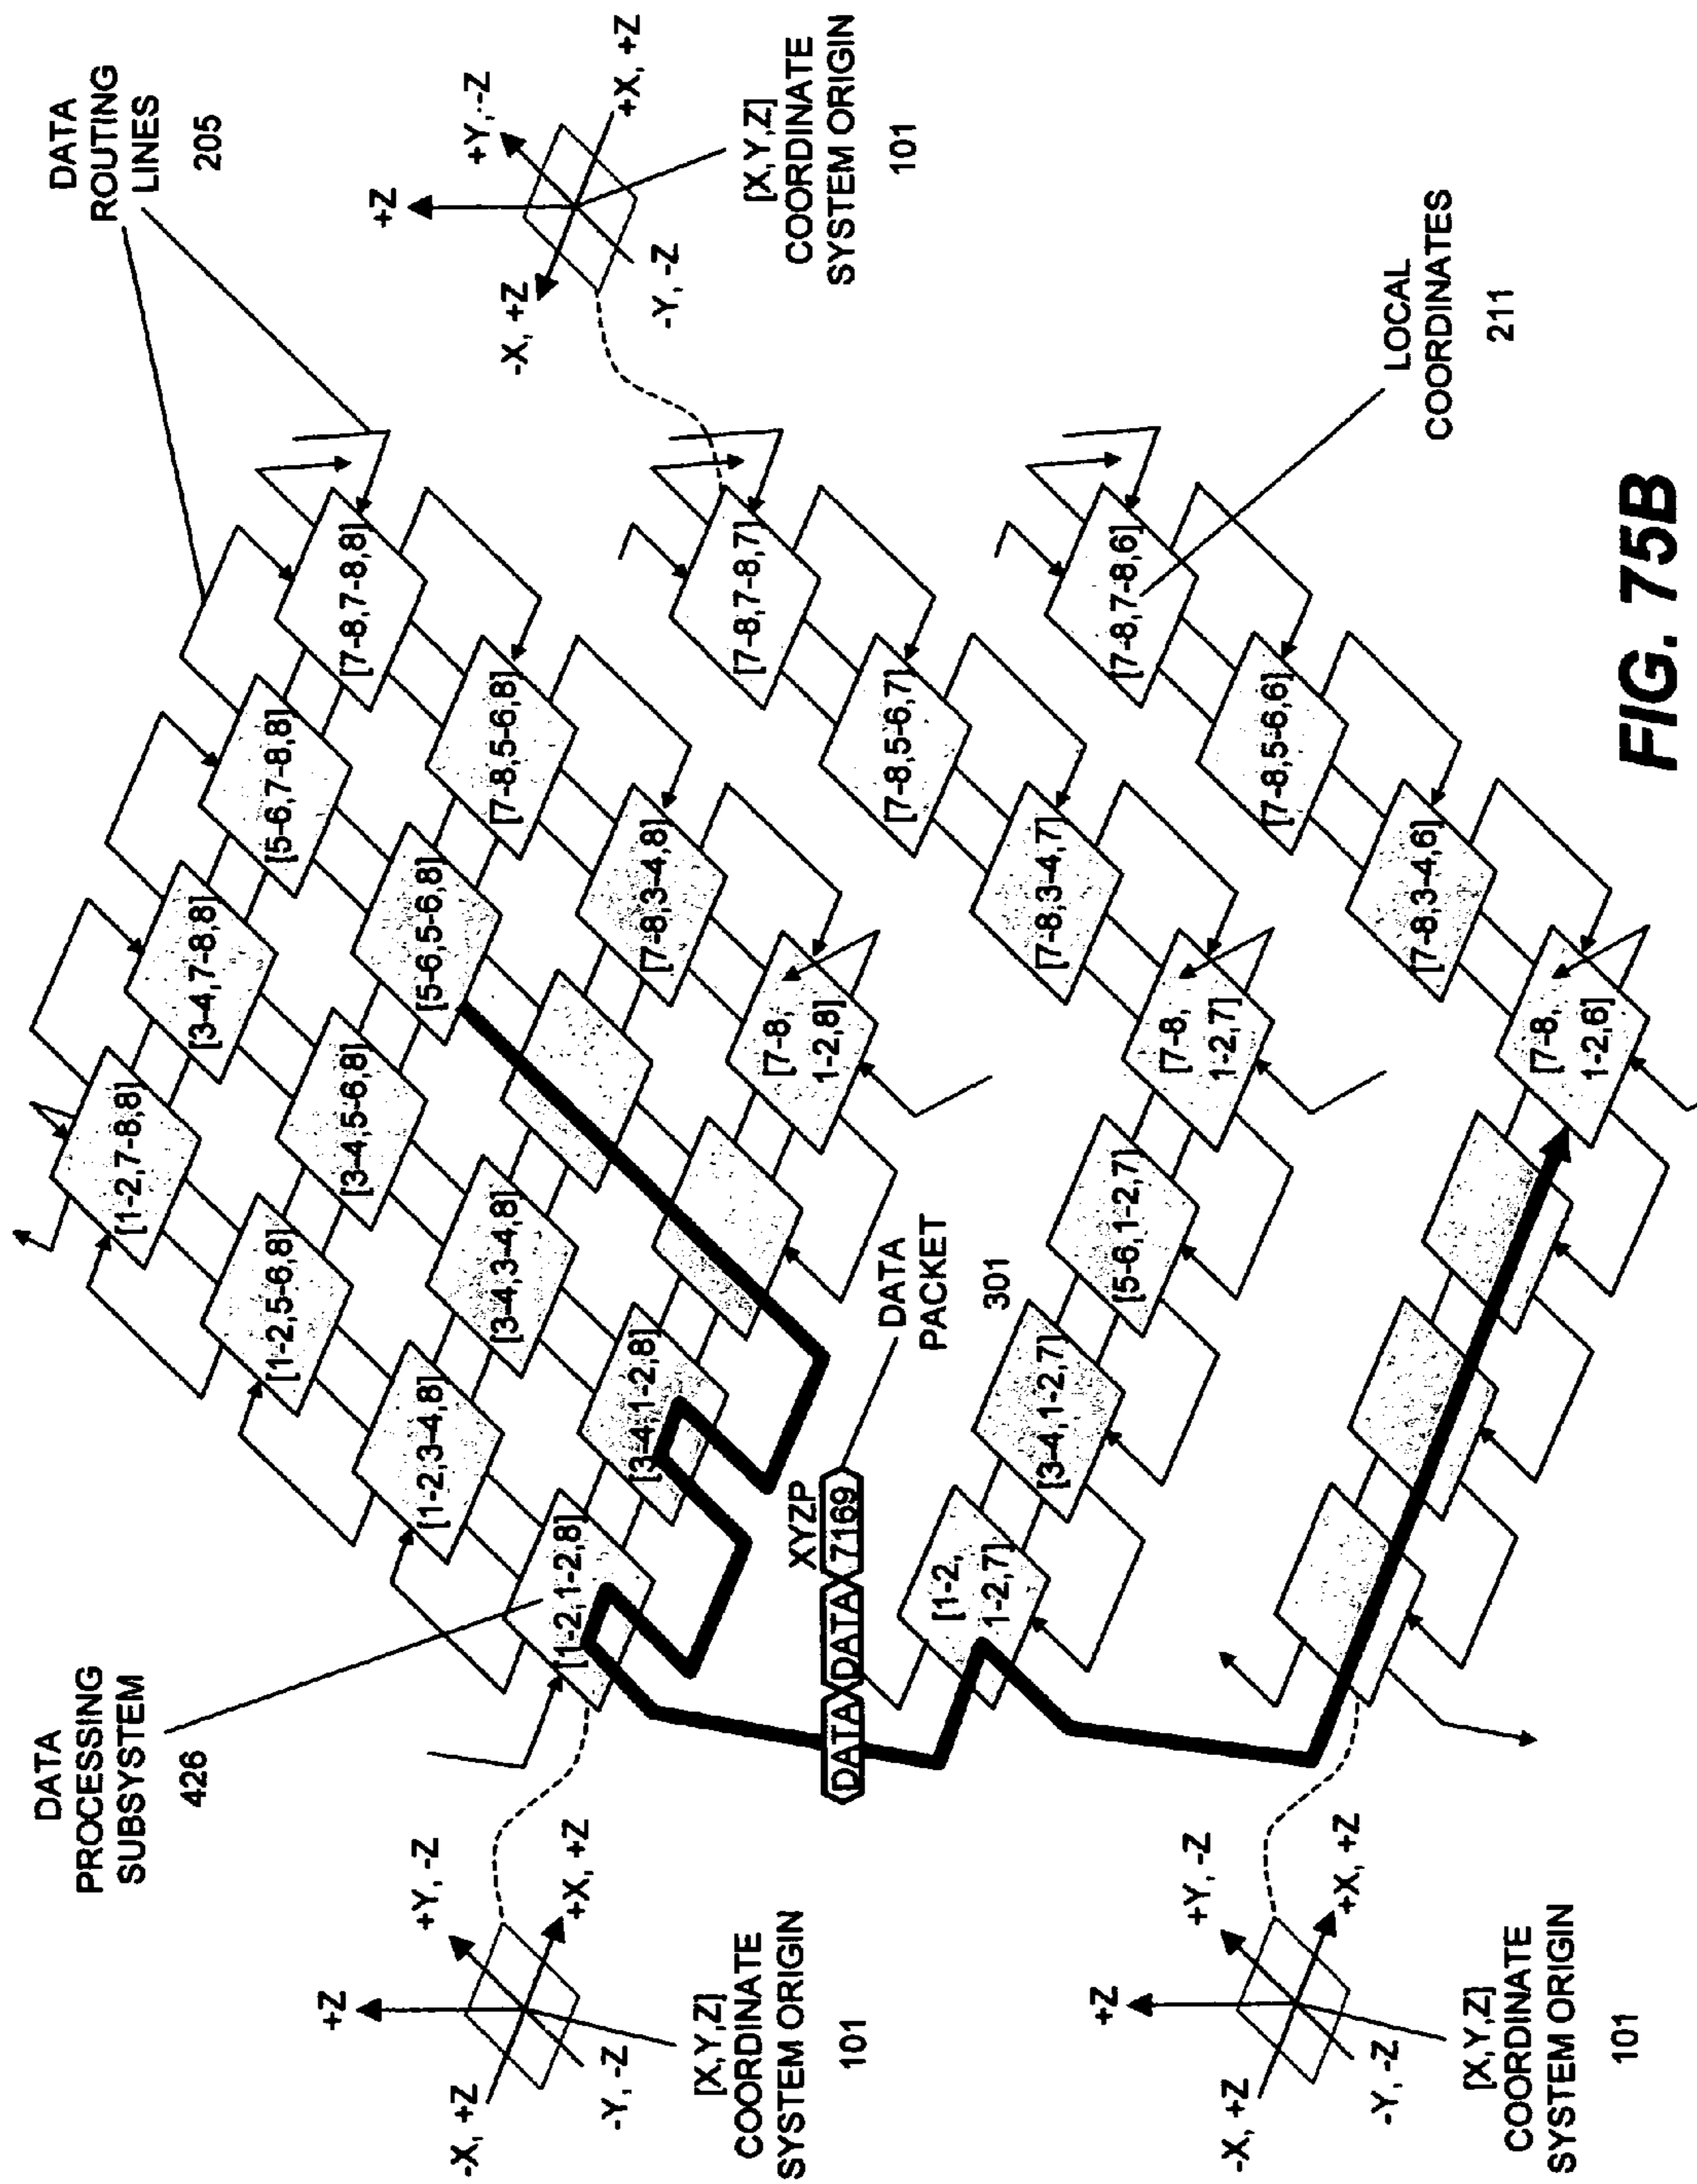 DATA
PROCESSING
SUBSYSTEM
426
DATA
ROUTING
LINES
205
+Z
+Y, -Z
-X, +Z
+X, +Z
-Y, -Z
[X,Y,Z]
COORDINATE
SYSTEM ORIGIN
101
[1-2,7-8,8]
[3-4,7-8,8]
[5-6,7-8,8]
[7-8,7-8,8]
[1-2,5-6,8]
[3-4,5-6,8]
[5-6,5-6,8]
[7-8,5-6,8]
[1-2,3-4,8]
[3-4,3-4,8]
[7-8,3-4,8]
[1-2,1-2,8]
[3-4,1-2,8]
[7-8,
1-2,8]
+Z
+Y, -Z
-X, +Z
+X, +Z
-Y, -Z
[X,Y,Z]
COORDINATE
SYSTEM ORIGIN
101
XYZP
DATA DATA 7169
DATA
PACKET
301
[7-8,7-8,7]
[7-8,5-6,7]
[7-8,3-4,7]
[1-2,
1-2,7]
[3-4,1-2,7]
[5-6,1-2,7]
[7-8,
1-2,7]
+Z
+Y, -Z
-X, +Z
+X, +Z
-Y, -Z
[X,Y,Z]
COORDINATE
SYSTEM ORIGIN
101
[7-8,7-8,6]
[7-8,5-6,6]
[7-8,3-4,6]
[7-8,
1-2,6]
LOCAL
COORDINATES
211
FIG. 75B